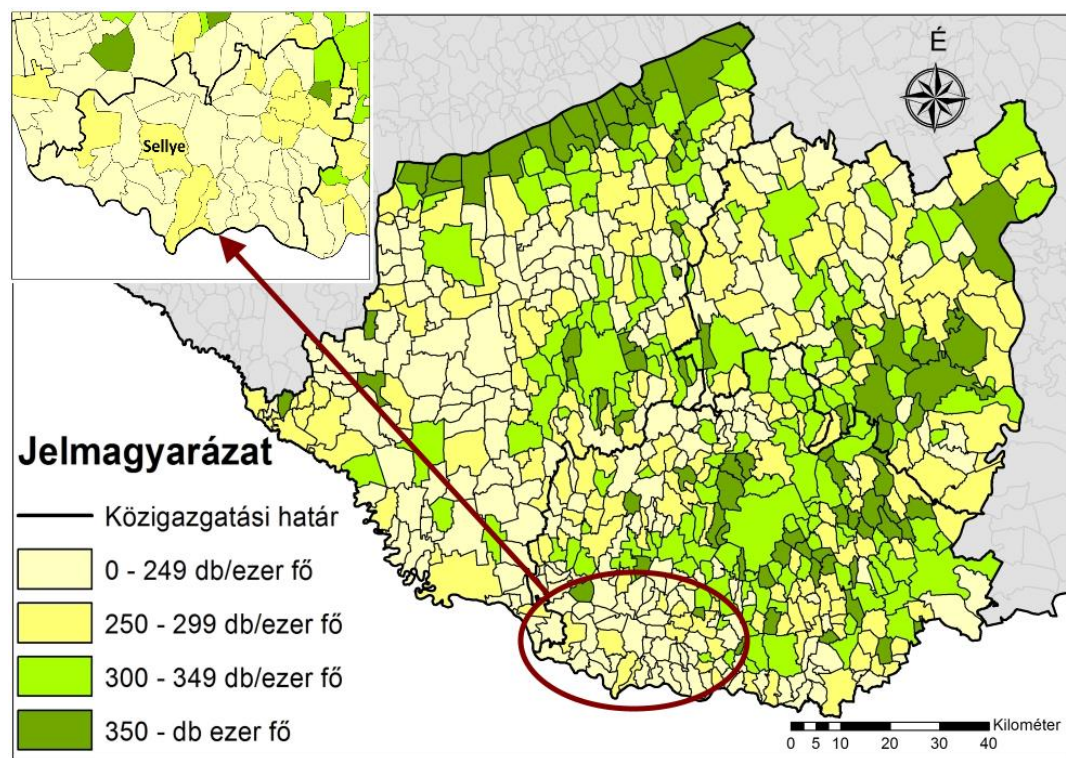 Sellye
É
Jelmagyarázat
Közigazgatási határ
0 - 249 db/ezer fő
250 - 299 db/ezer fő
300 - 349 db/ezer fő
350 - db ezer fő
Kilométer
0 5 10 20 30 40